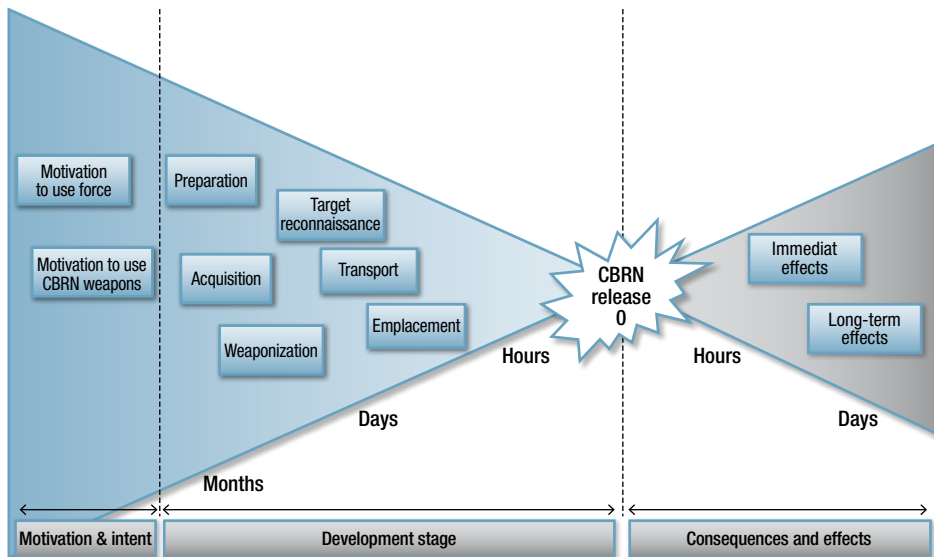 Motivation
to use force
Motivation to use
CBRN weapons
Preparation
Target
reconnaissance
Acquisition
Transport
Weaponization
Emplacement
CBRN
release
0
Immediat
effects
Long-term
effects
Hours
Days
Months
Hours
Days
Motivation & intent
Development stage
Consequences and effects